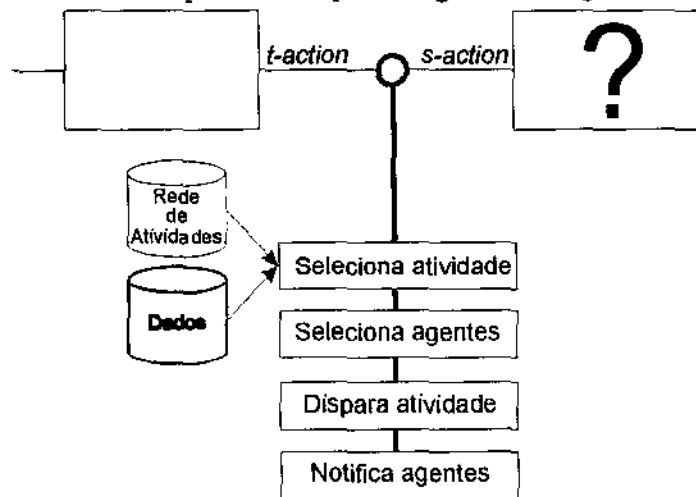 t-action
s-action
?
Rede
de
Atividades
Dados
Seleciona atividade
Seleciona agentes
Dispara atividade
Notifica agentes